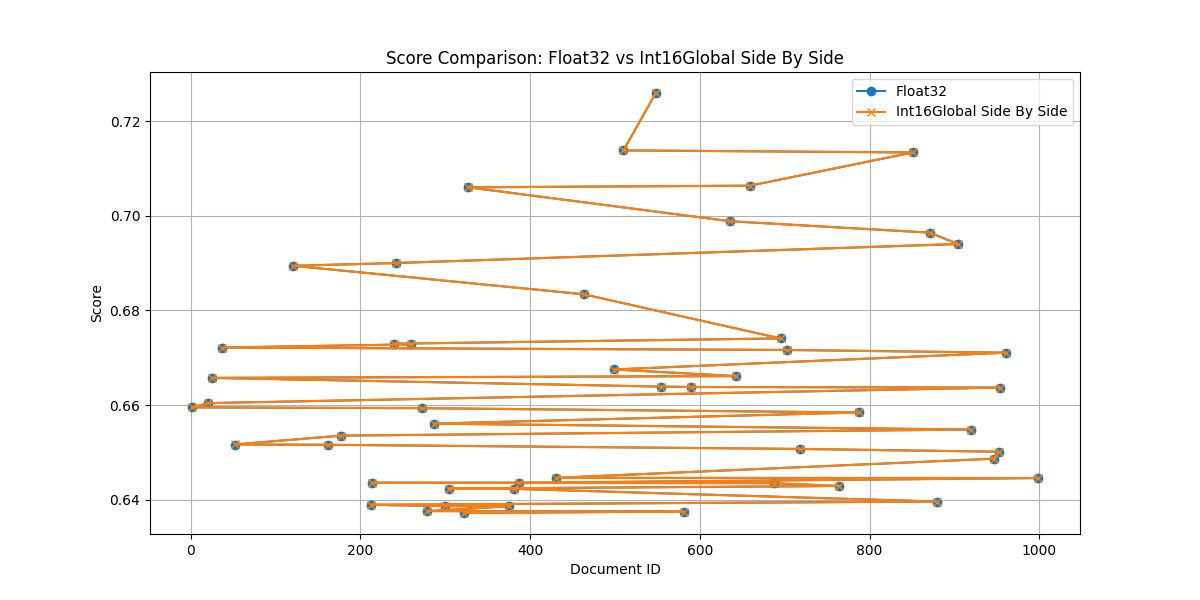 Score Comparison: Float32 vs Int16Global Side By Side
Float32
Int16Global Side By Side
0.72
0.70
0.68
0.66
0.64
Score
0
200
400
600
800
1000
Document ID